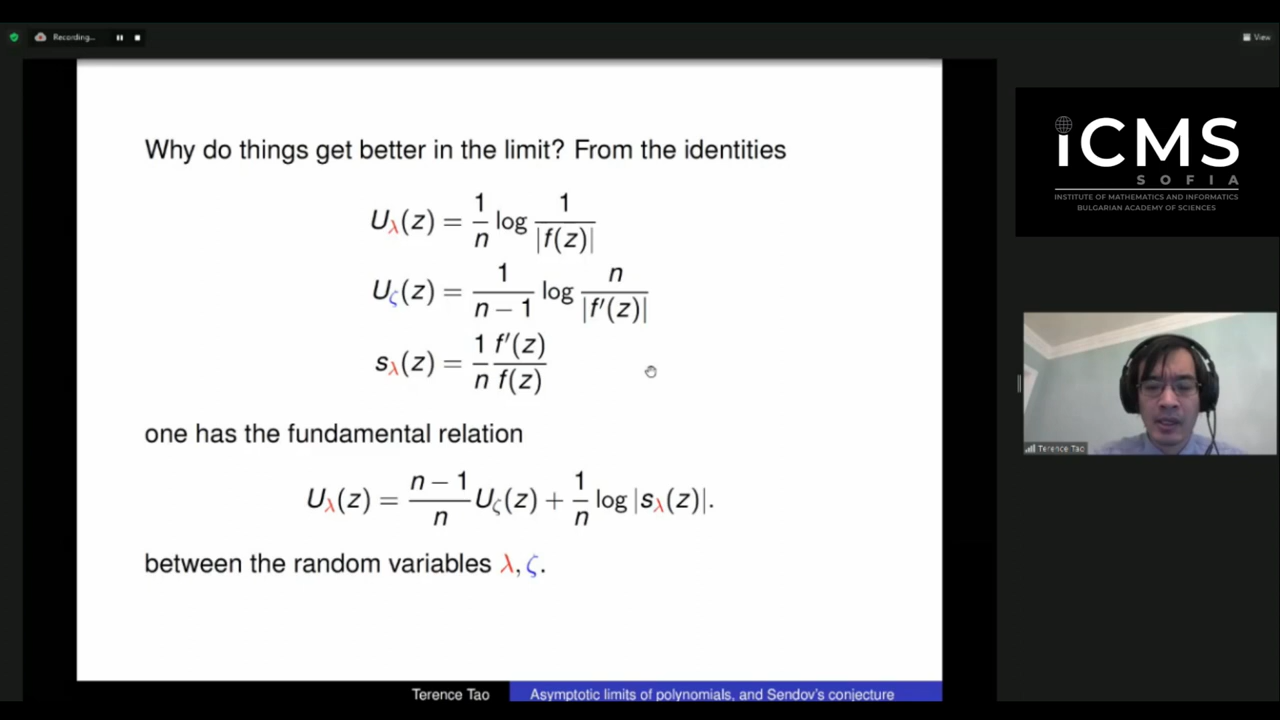 Recording...
View
Why do things get better in the limit? From the identities
U_λ(z) = 1/n log 1/|f(z)|
U_ζ(z) = 1/(n − 1) log n/|f′(z)|
s_λ(z) = 1/n f′(z)/f(z)
one has the fundamental relation
U_λ(z) = (n − 1)/n U_ζ(z) + 1/n log |s_λ(z)|.
between the random variables λ, ζ.
Terence Tao
Asymptotic limits of polynomials, and Sendov's conjecture
iCMS
SOFIA
INSTITUTE OF MATHEMATICS AND INFORMATICS
BULGARIAN ACADEMY OF SCIENCES
Terence Tao